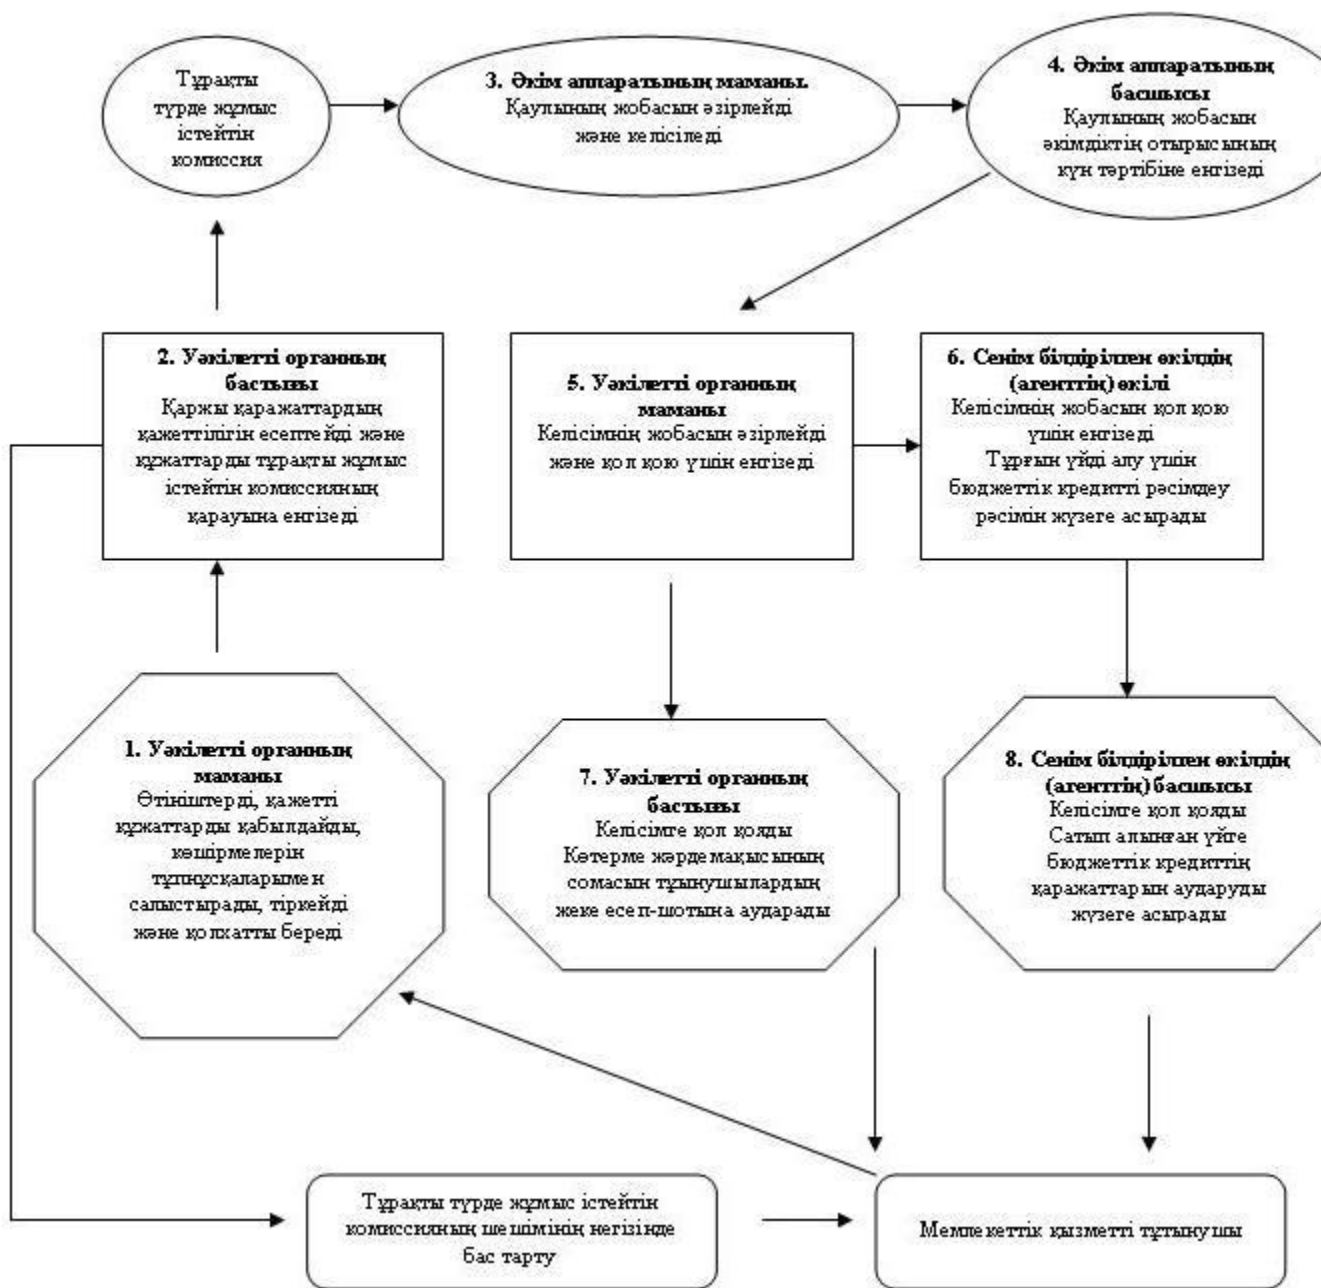 Тұрақты
түрде жұмыс
істейтін
комиссия
3. Әкім аппаратының маманы.
Қаулының жобасын әзірлейді
және келісіледі
4. Әкім аппаратының
басшысы
Қаулының жобасын
әкімдіктің отырысының
күн тәртібіне енгізеді
2. Уәкілетті органның
бастығы
Қаржы қаражаттардың
қажеттілігін есептейді және
құжаттарды тұрақты жұмыс
істейтін комиссияның
қарауына енгізеді
5. Уәкілетті органның
маманы
Келісімнің жобасын әзірлейді
және қол қою үшін енгізеді
6. Сенім білдірілген өкілдің
(агенттің) өкілі
Келісімнің жобасын қол қою
үшін енгізеді
Тұрғын үйді алу үшін
бюджеттік кредитті рәсімдеу
рәсімін жүзеге асырады
1. Уәкілетті органның
маманы
Өтініштерді, қажетті
құжаттарды қабылдайды,
көшірмелерін
тұпнұсқаларымен
салыстырады, тіркейді
және қолхатты береді
7. Уәкілетті органның
бастығы
Келісімге қол қояды
Көтерме жәрдемақысының
сомасын тұынушылардың
жеке есеп-шотына аударады
8. Сенім білдірілген өкілдің
(агенттің) басшысы
Келісімге қол қояды
Сатып алынған үйге
бюджеттік кредиттің
қаражаттарын аударуды
жүзеге асырады
Тұрақты түрде жұмыс істейтін
комиссияның шешімінің негізінде
бас тарту
Мемлекеттік қызметті тұтынушы